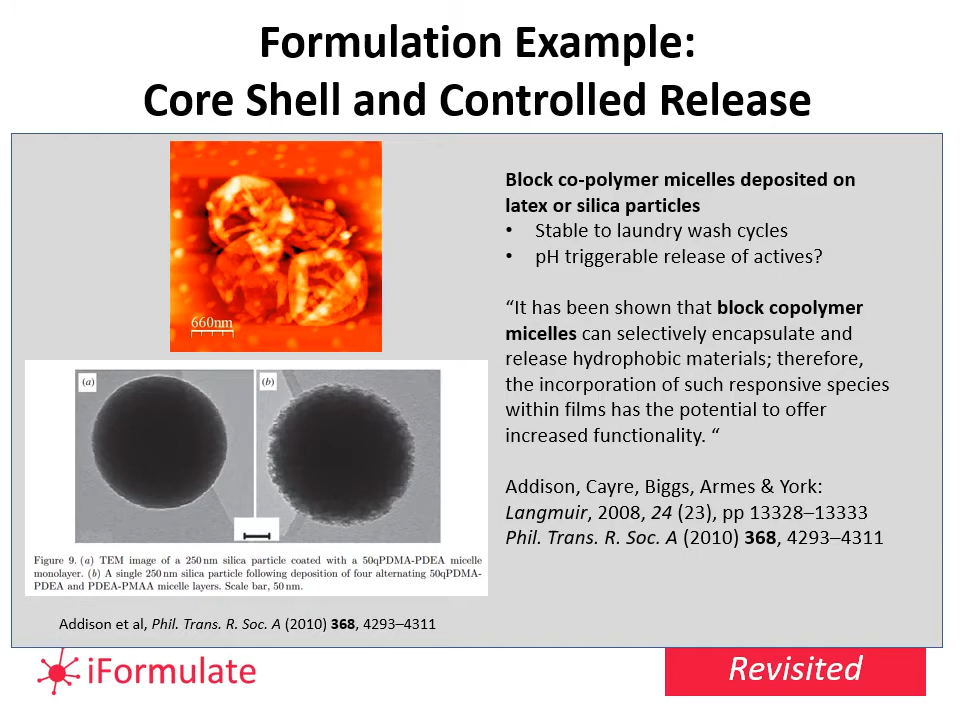 Formulation Example:
Core Shell and Controlled Release
660nm
Block co-polymer micelles deposited on
latex or silica particles
• Stable to laundry wash cycles
• pH triggerable release of actives?
“It has been shown that block copolymer
micelles can selectively encapsulate and
release hydrophobic materials; therefore,
the incorporation of such responsive species
within films has the potential to offer
increased functionality. “
Addison, Cayre, Biggs, Armes & York:
Langmuir, 2008, 24 (23), pp 13328–13333
Phil. Trans. R. Soc. A (2010) 368, 4293–4311
(a)
(b)
Figure 9. (a) TEM image of a 250 nm silica particle coated with a 50qPDMA-PDEA micelle
monolayer. (b) A single 250 nm silica particle following deposition of four alternating 50qPDMA-
PDEA and PDEA-PMAA micelle layers. Scale bar, 50 nm.
Addison et al, Phil. Trans. R. Soc. A (2010) 368, 4293–4311
iFormulate
Revisited